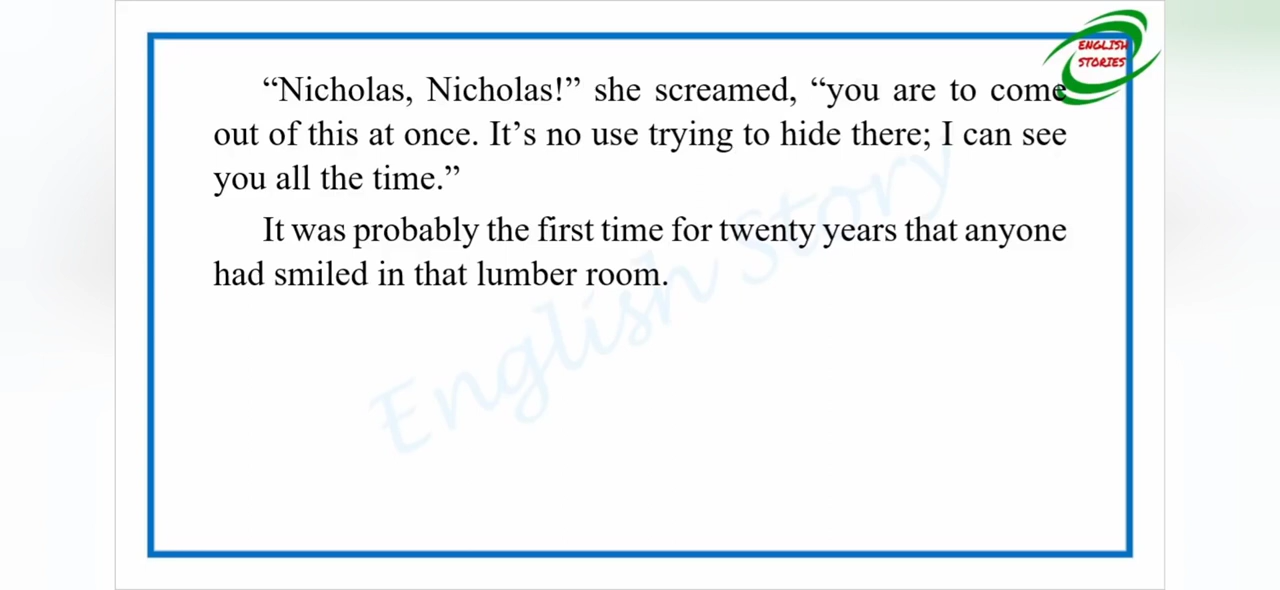 ENGLISH
STORIES
“Nicholas, Nicholas!” she screamed, “you are to come
out of this at once. It’s no use trying to hide there; I can see
you all the time.”
It was probably the first time for twenty years that anyone
had smiled in that lumber room.
English Story